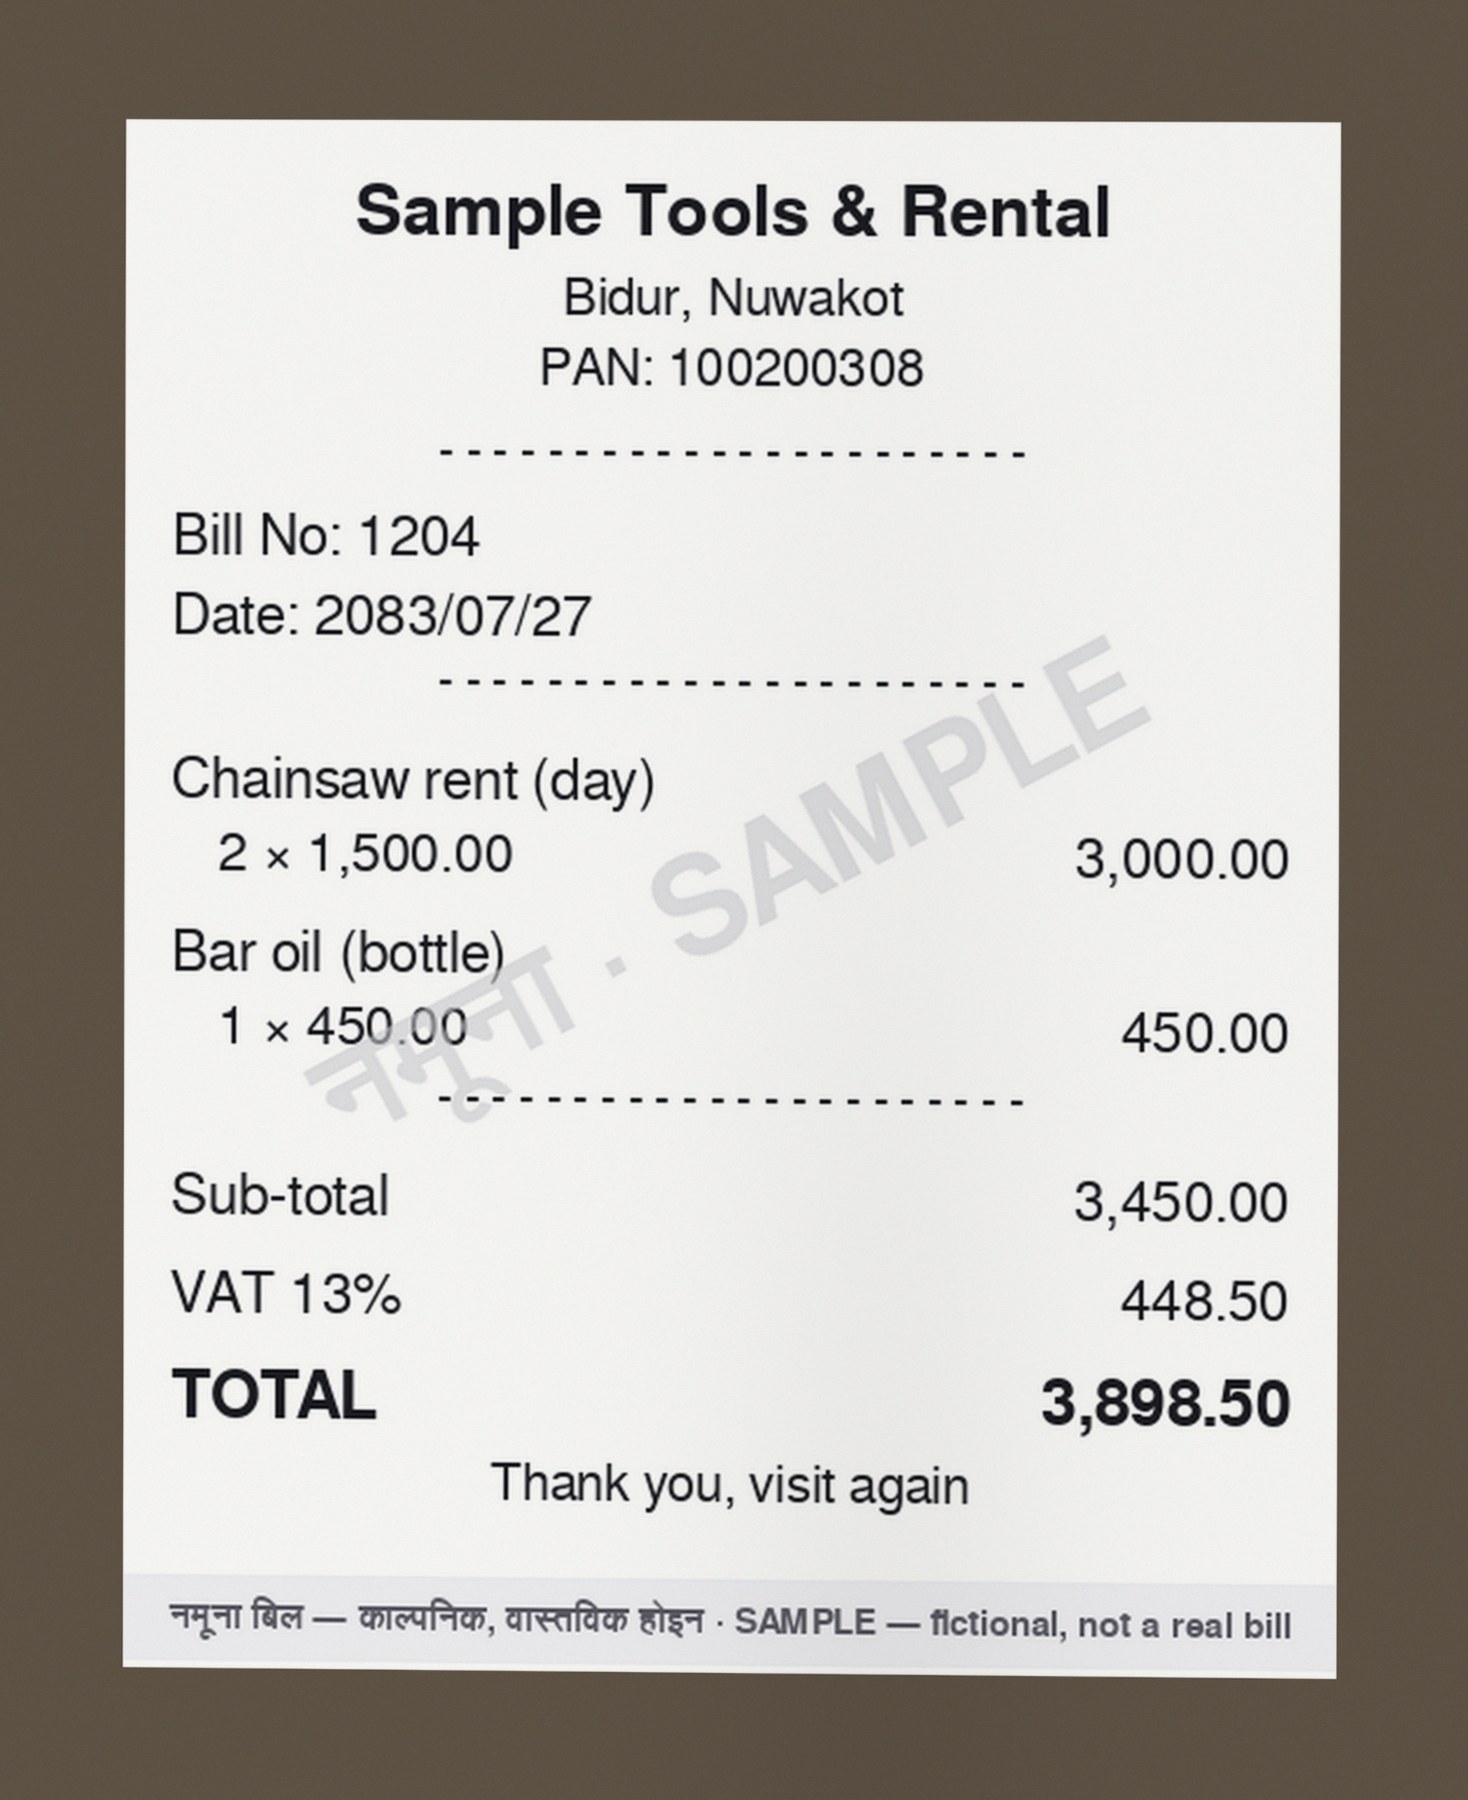 Sample Tools & Rental
Bidur, Nuwakot
PAN: 100200308
- - - - - - - - - - - - - - - - - - - - - -
Bill No: 1204
Date: 2083/07/27
- - - - - - - - - - - - - - - - - - - - - -
Chainsaw rent (day)
2 × 1,500.00 3,000.00
Bar oil (bottle)
1 × 450.00 450.00
- - - - - - - - - - - - - - - - - - - - - -
नमूना · SAMPLE
Sub-total 3,450.00
VAT 13% 448.50
TOTAL 3,898.50
Thank you, visit again
नमूना बिल — काल्पनिक, वास्तविक होइन · SAMPLE — fictional, not a real bill